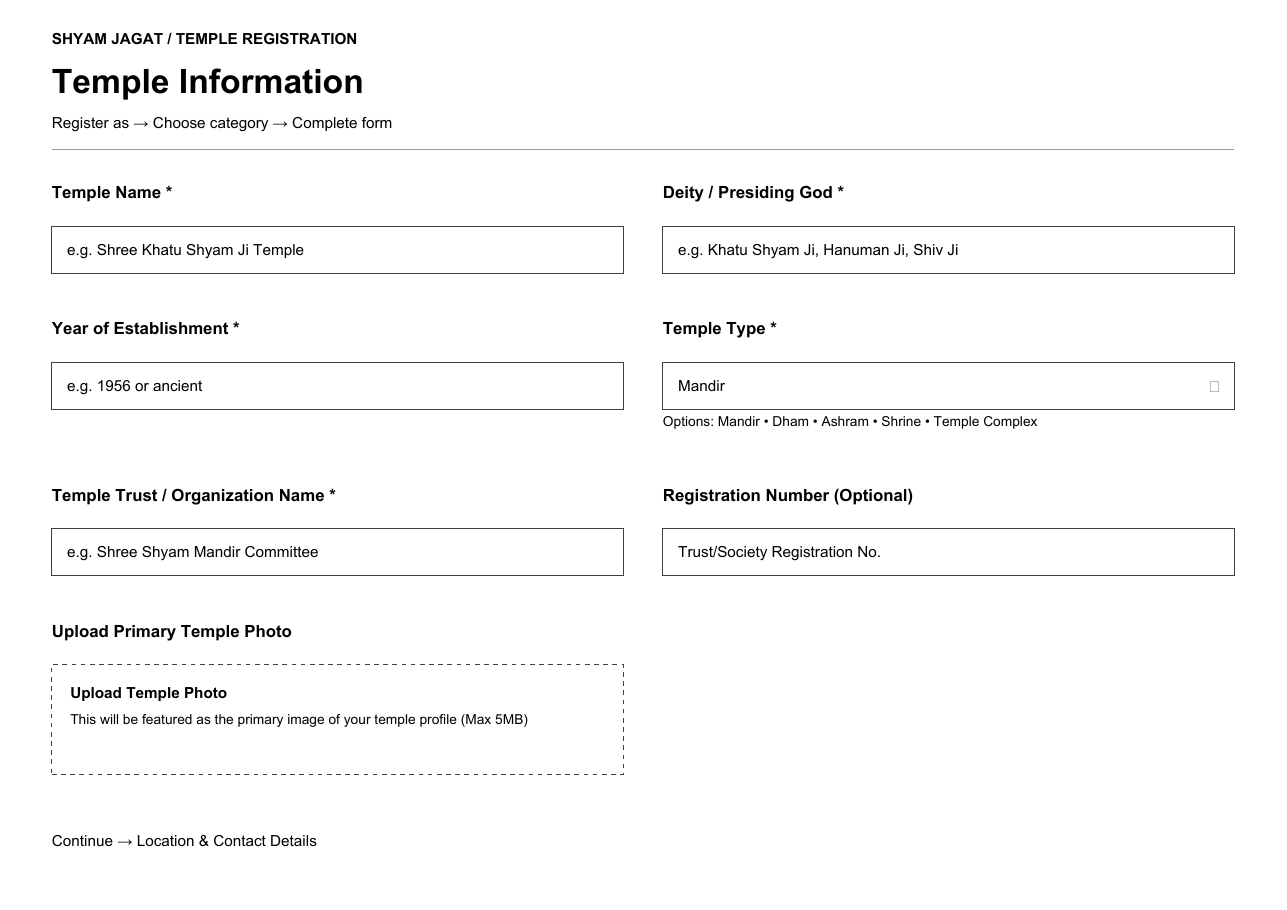 SHYAM JAGAT / TEMPLE REGISTRATION
Temple Information
Register as → Choose category → Complete form
Temple Name *
Deity / Presiding God *
e.g. Shree Khatu Shyam Ji Temple
e.g. Khatu Shyam Ji, Hanuman Ji, Shiv Ji
Year of Establishment *
Temple Type *
e.g. 1956 or ancient
Mandir
Options: Mandir • Dham • Ashram • Shrine • Temple Complex
Temple Trust / Organization Name *
Registration Number (Optional)
e.g. Shree Shyam Mandir Committee
Trust/Society Registration No.
Upload Primary Temple Photo
Upload Temple Photo
This will be featured as the primary image of your temple profile (Max 5MB)
Continue → Location & Contact Details